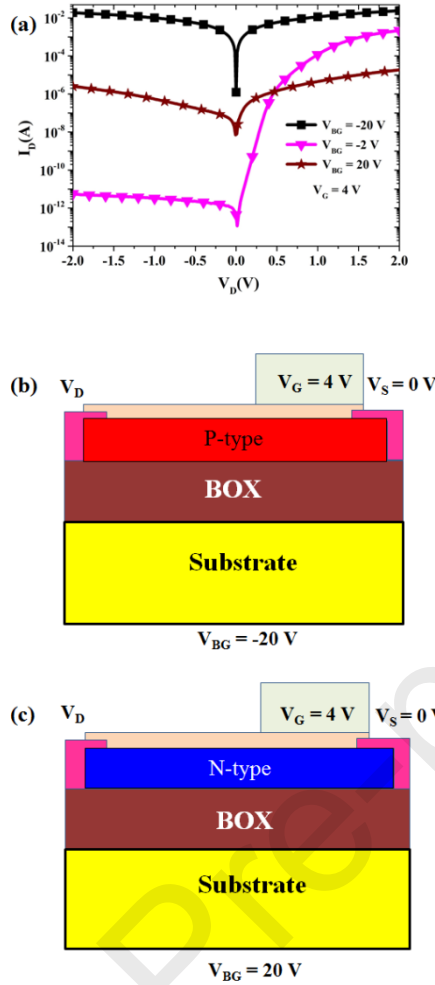 (a)
10⁻²
10⁻⁴
10⁻⁶
10⁻⁸
10⁻¹⁰
10⁻¹²
10⁻¹⁴
I_D(A)
V_BG = -20 V
V_BG = -2 V
V_BG = 20 V
V_G = 4 V
-2.0 -1.5 -1.0 -0.5 0.0 0.5 1.0 1.5 2.0
V_D(V)
(b)
V_D
V_G = 4 V
V_S = 0 V
P-type
BOX
Substrate
V_BG = -20 V
(c)
V_D
V_G = 4 V
V_S = 0 V
N-type
BOX
Substrate
V_BG = 20 V
Pre-